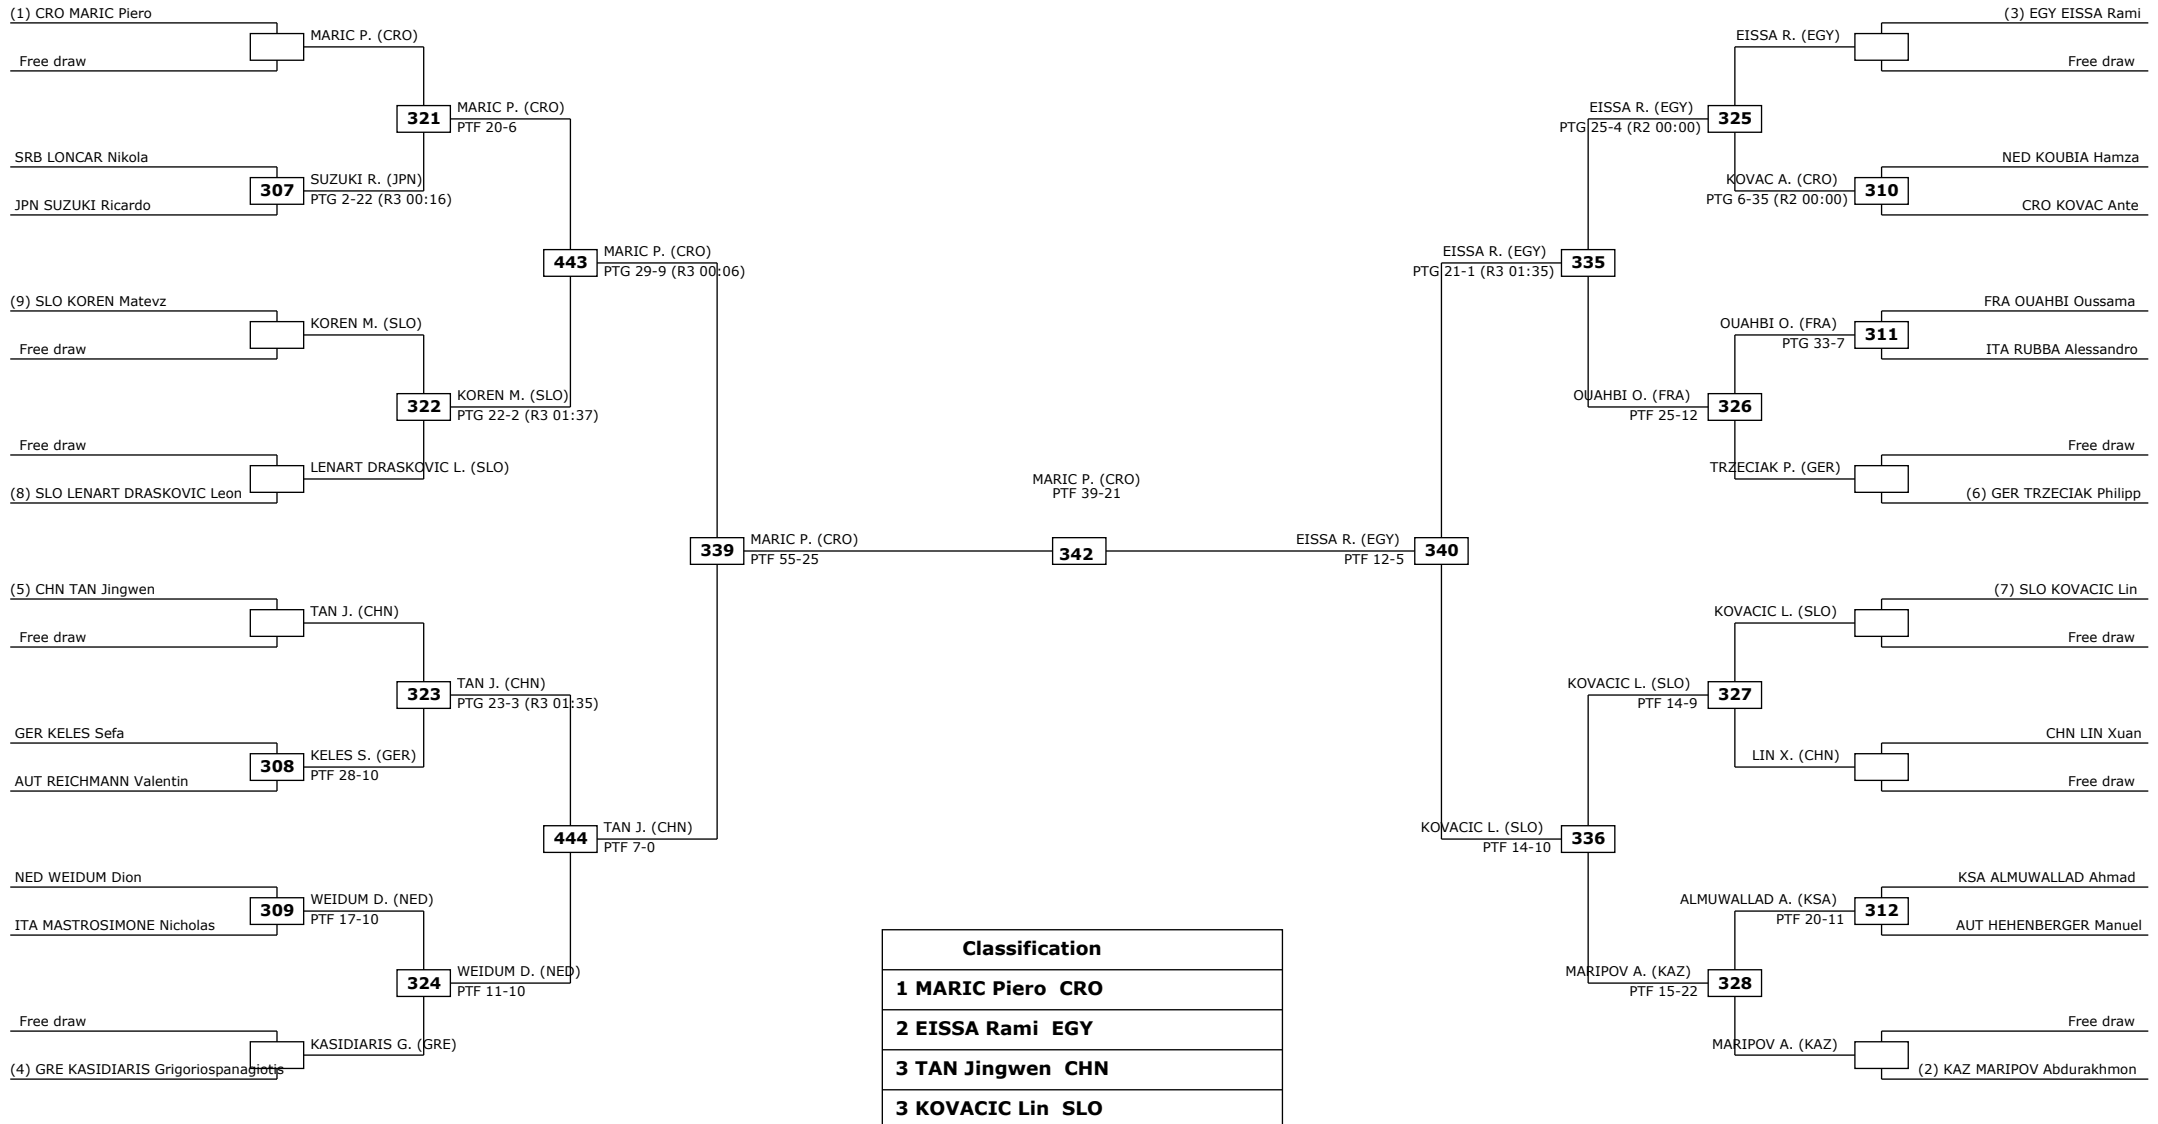 (1) CRO MARIC Piero
MARIC P. (CRO)
Free draw
MARIC P. (CRO)
321
PTF 20-6
SRB LONCAR Nikola
SUZUKI R. (JPN)
307
PTG 2-22 (R3 00:16)
JPN SUZUKI Ricardo
MARIC P. (CRO)
443
PTG 29-9 (R3 00:06)
(9) SLO KOREN Matevz
KOREN M. (SLO)
Free draw
KOREN M. (SLO)
322
PTG 22-2 (R3 01:37)
Free draw
LENART DRASKOVIC L. (SLO)
(8) SLO LENART DRASKOVIC Leon
MARIC P. (CRO)
339
PTF 55-25
(5) CHN TAN Jingwen
TAN J. (CHN)
Free draw
TAN J. (CHN)
323
PTG 23-3 (R3 01:35)
GER KELES Sefa
KELES S. (GER)
308
PTF 28-10
AUT REICHMANN Valentin
TAN J. (CHN)
444
PTF 7-0
NED WEIDUM Dion
WEIDUM D. (NED)
309
PTF 17-10
ITA MASTROSIMONE Nicholas
WEIDUM D. (NED)
324
PTF 11-10
Free draw
KASIDIARIS G. (GRE)
(4) GRE KASIDIARIS Grigoriospanagiotis
MARIC P. (CRO)
PTF 39-21
342
(3) EGY EISSA Rami
EISSA R. (EGY)
Free draw
EISSA R. (EGY)
325
PTG 25-4 (R2 00:00)
NED KOUBIA Hamza
KOVAC A. (CRO)
310
PTG 6-35 (R2 00:00)
CRO KOVAC Ante
EISSA R. (EGY)
335
PTG 21-1 (R3 01:35)
FRA OUAHBI Oussama
OUAHBI O. (FRA)
311
PTG 33-7
ITA RUBBA Alessandro
OUAHBI O. (FRA)
326
PTF 25-12
Free draw
TRZECIAK P. (GER)
(6) GER TRZECIAK Philipp
EISSA R. (EGY)
340
PTF 12-5
(7) SLO KOVACIC Lin
KOVACIC L. (SLO)
Free draw
KOVACIC L. (SLO)
327
PTF 14-9
CHN LIN Xuan
LIN X. (CHN)
Free draw
KOVACIC L. (SLO)
336
PTF 14-10
KSA ALMUWALLAD Ahmad
ALMUWALLAD A. (KSA)
312
PTF 20-11
AUT HEHENBERGER Manuel
MARIPOV A. (KAZ)
328
PTF 15-22
Free draw
MARIPOV A. (KAZ)
(2) KAZ MARIPOV Abdurakhmon
Classification
1 MARIC Piero CRO
2 EISSA Rami EGY
3 TAN Jingwen CHN
3 KOVACIC Lin SLO